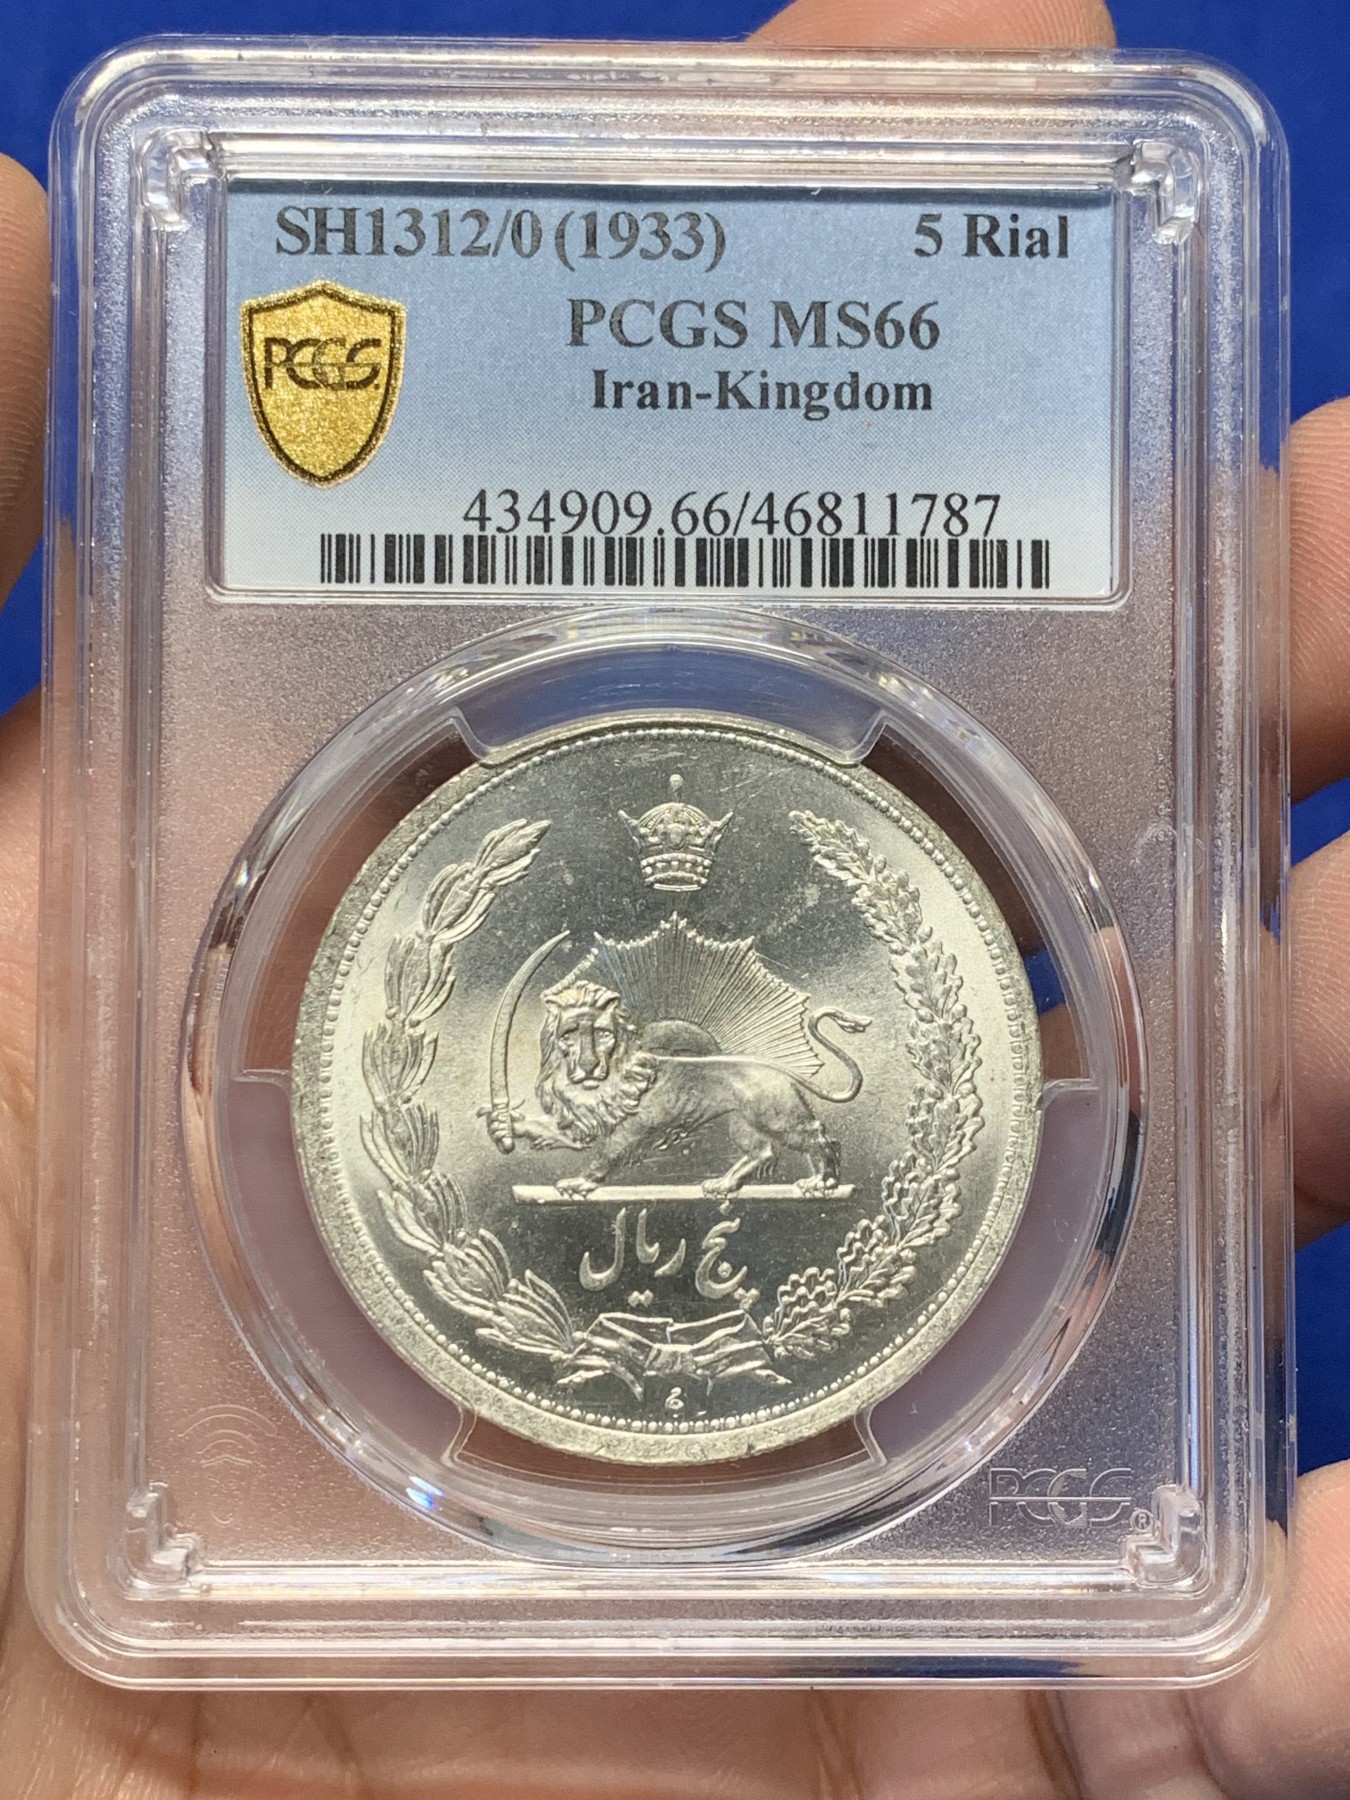 SH1312/0 (1933) 5 Rial
PCGS MS66
PCGS
Iran-Kingdom
434909.66/46811787
پنج ریال
PCGS®